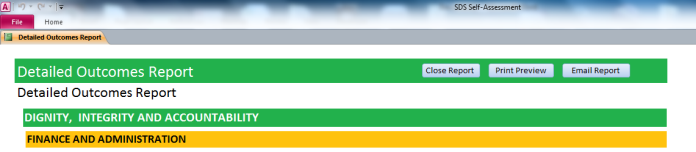 SDS Self-Assessment
File Home
Detailed Outcomes Report
Detailed Outcomes Report Close Report Print Preview Email Report
Detailed Outcomes Report
DIGNITY, INTEGRITY AND ACCOUNTABILITY
FINANCE AND ADMINISTRATION